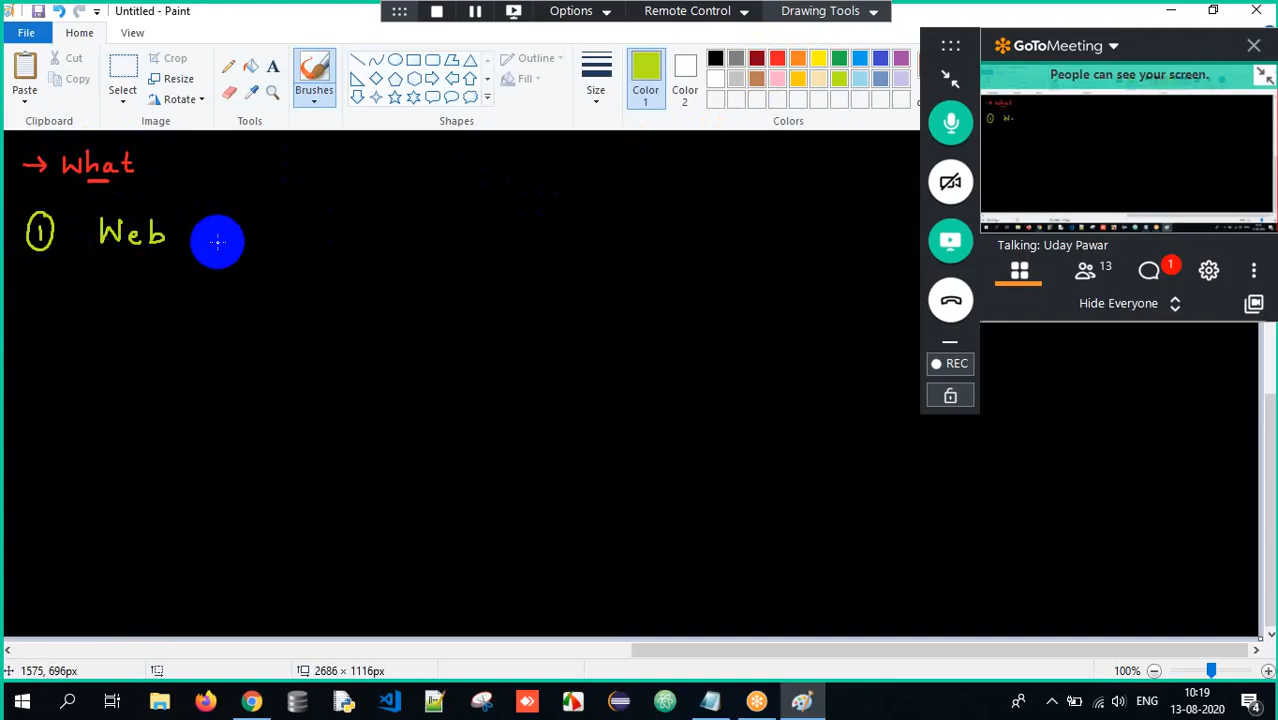 Untitled - Paint
Options
Remote Control
Drawing Tools
File
Home
View
GoToMeeting
People can see your screen.
Paste
Cut
Copy
Select
Crop
Resize
Rotate
Brushes
Outline
Fill
Size
Color 1
Color 2
Clipboard
Image
Tools
Shapes
Colors
→ What
① Web
→ What
①
Talking: Uday Pawar
13
1
Hide Everyone
REC
1575, 696px
2686 × 1116px
100%
ENG
10:19
13-08-2020
4